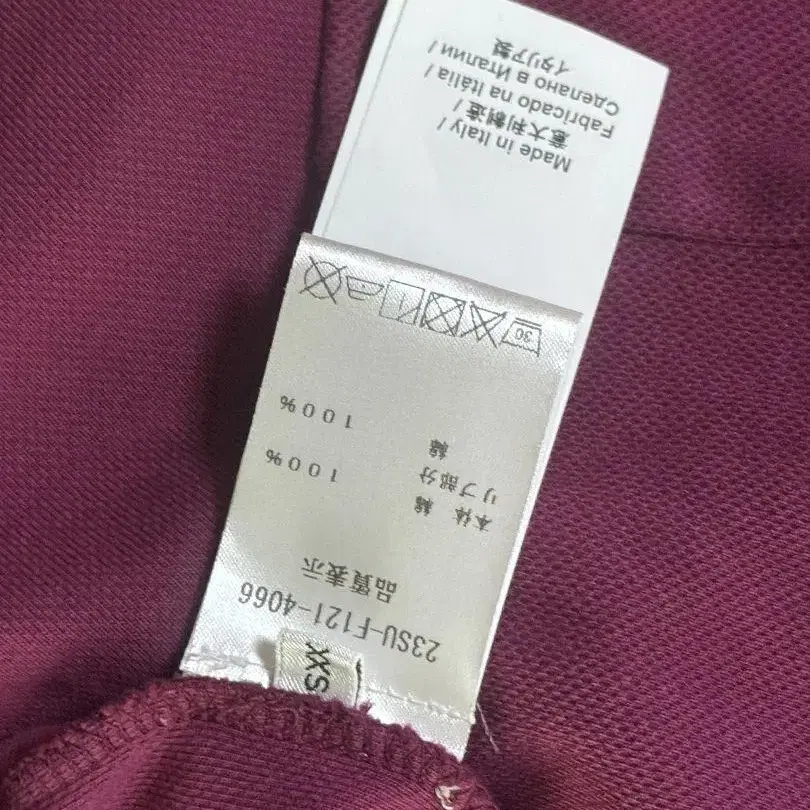 Made in Italy/
意大利制造/
Fabricado na Itália/
Сделано в Италии /
イタリア製
XXS
23SU-F121-4066
品質表示
本体 綿 100%
リブ部分
綿 100%
30